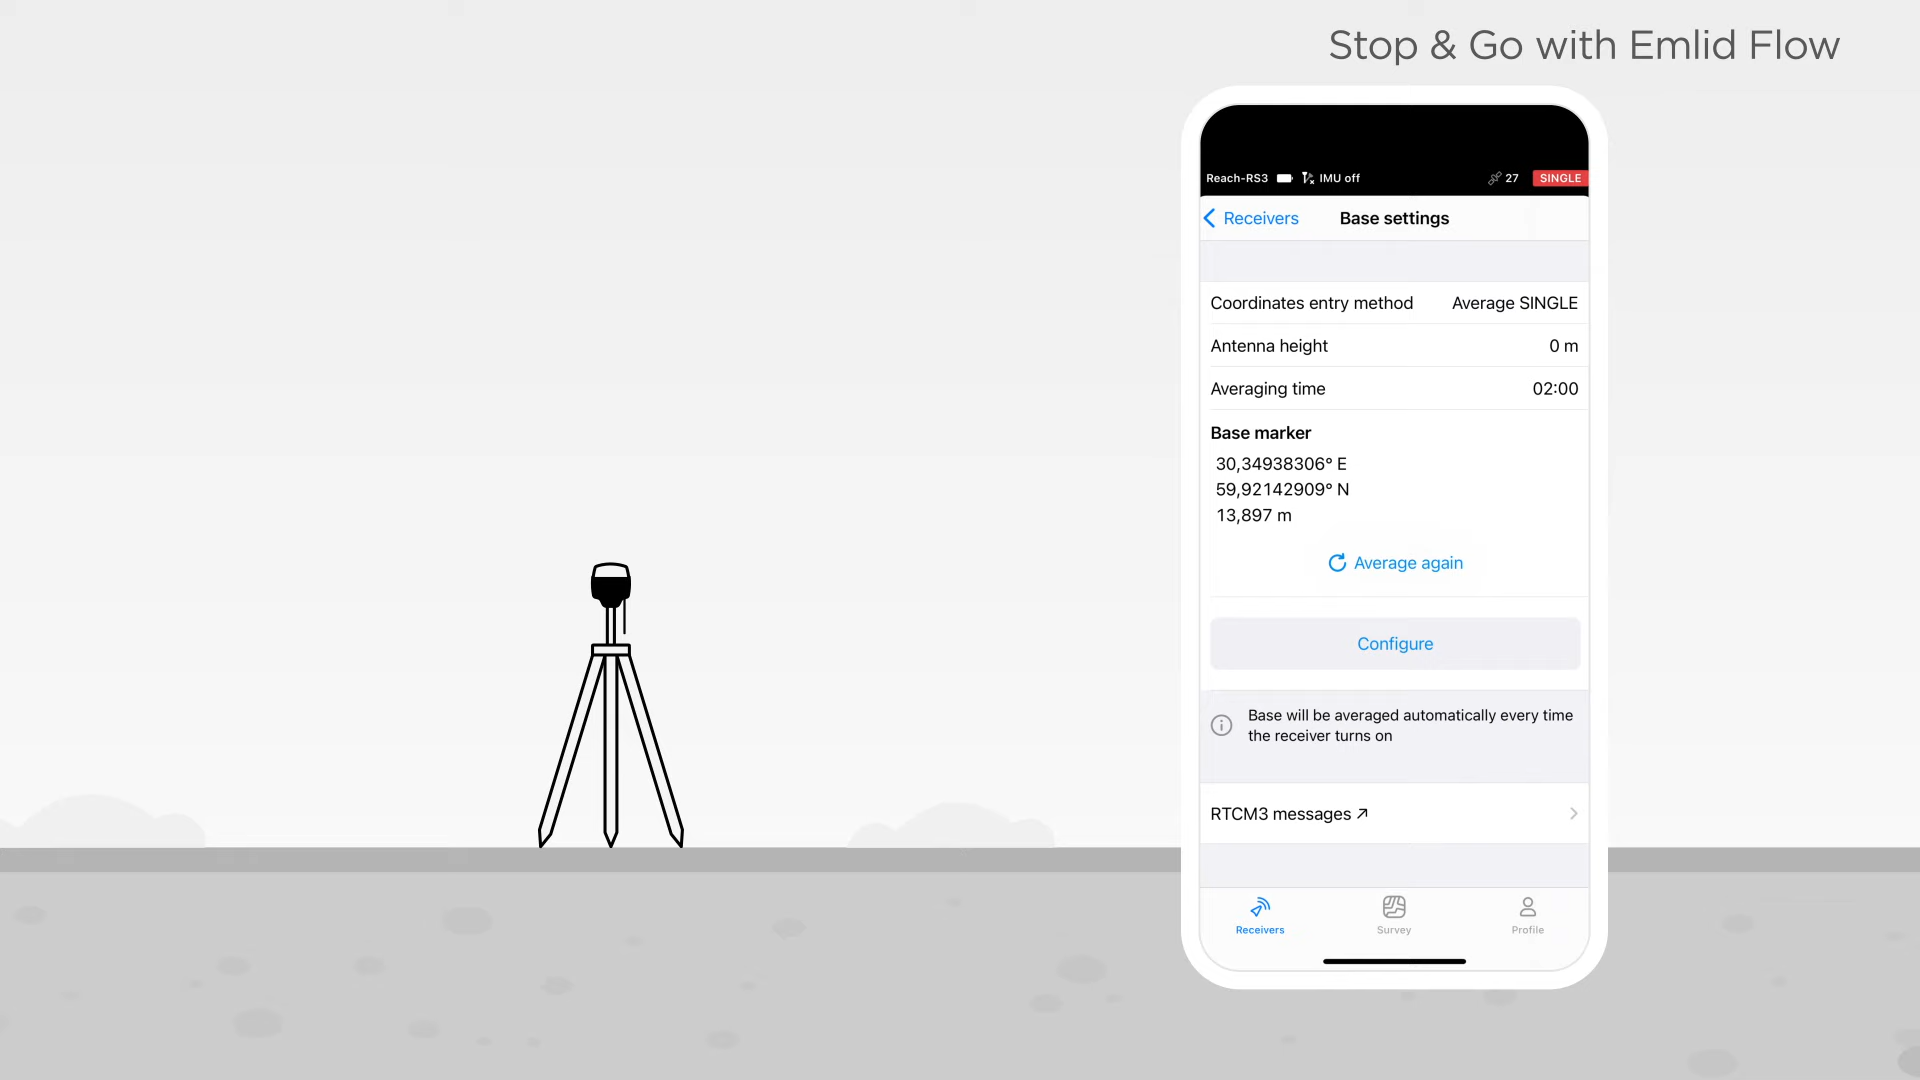 Stop & Go with Emlid Flow
Reach-RS3 IMU off 27 SINGLE
Receivers Base settings
Coordinates entry method Average SINGLE
Antenna height 0 m
Averaging time 02:00
Base marker
30,34938306° E
59,92142909° N
13,897 m
Average again
Configure
Base will be averaged automatically every time
the receiver turns on
RTCM3 messages
Receivers Survey Profile